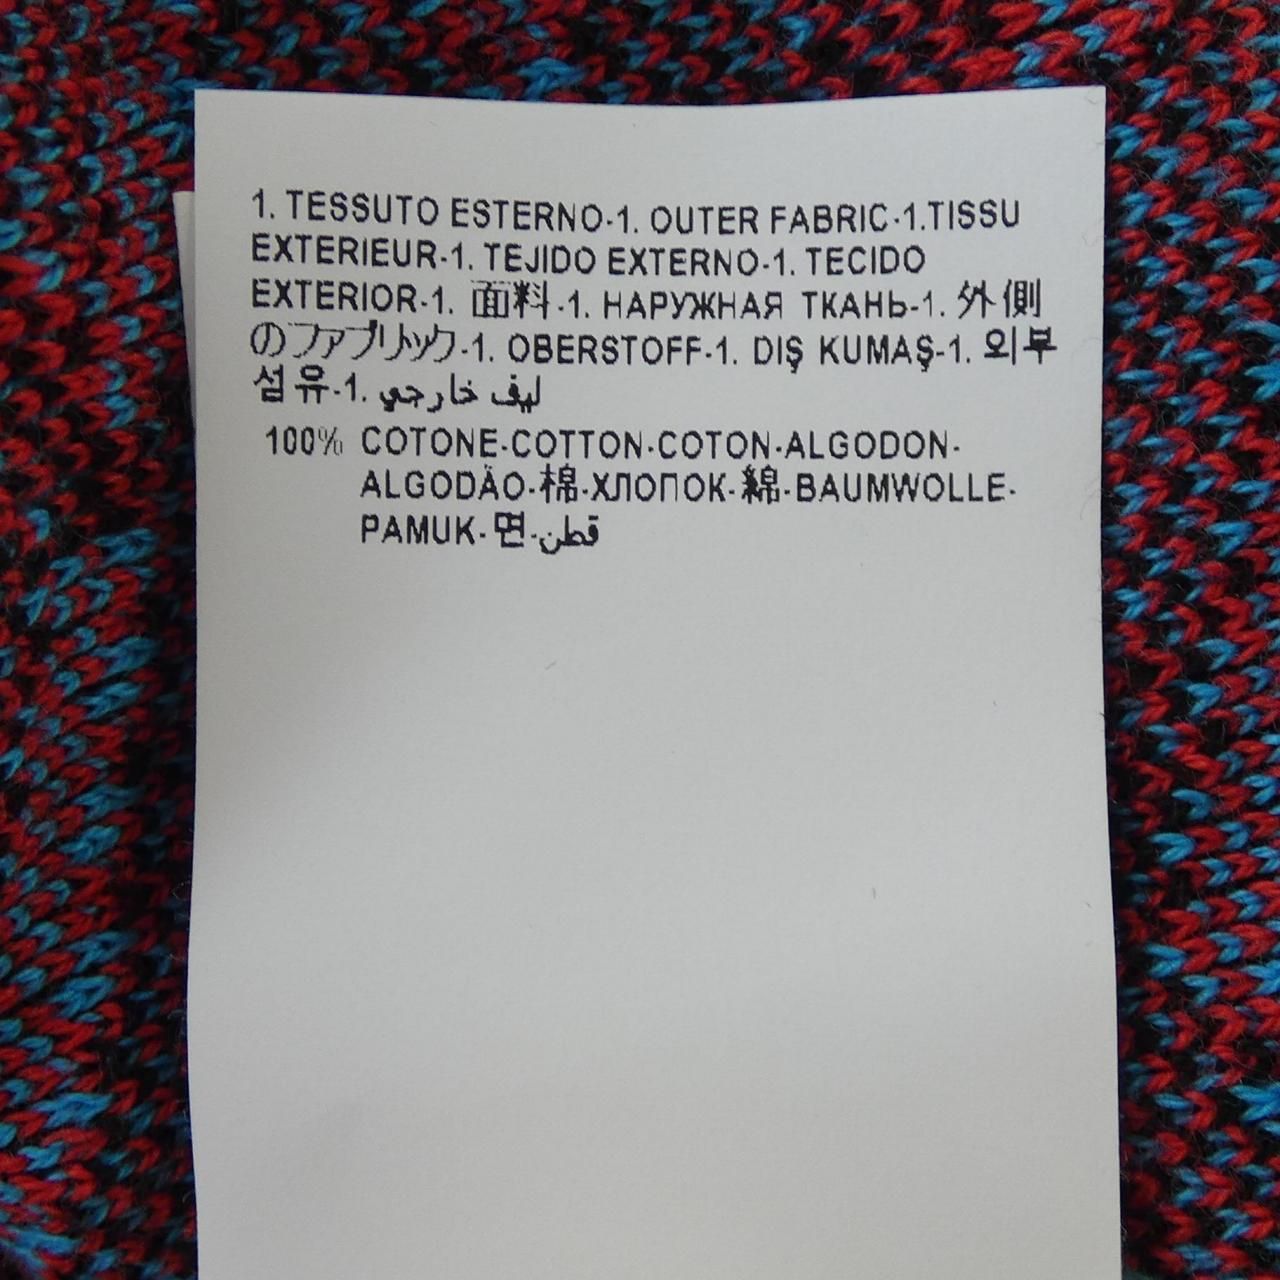 1. TESSUTO ESTERNO-1. OUTER FABRIC-1.TISSU
EXTERIEUR-1. TEJIDO EXTERNO-1. TECIDO
EXTERIOR-1. 面料-1. НАРУЖНАЯ ТКАНЬ-1. 外側
のファブリック-1. OBERSTOFF-1. DIŞ KUMAŞ-1. 외부
섬유-1. ليف خارجي
100% COTONE-COTTON-COTON-ALGODON-
ALGODÃO-棉-ХЛОПОК-綿-BAUMWOLLE-
PAMUK-면-قطن